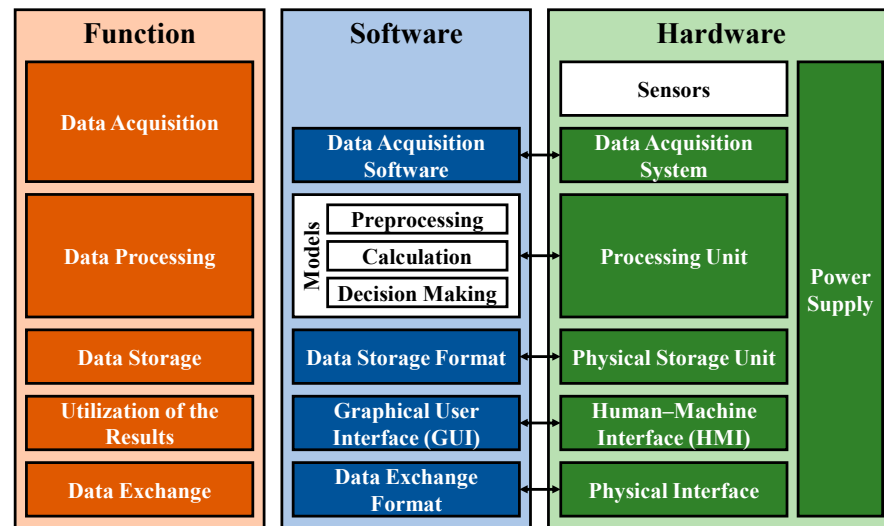 Function
Software
Hardware
Data Acquisition
Sensors
Data Acquisition
Software
Data Acquisition
System
Data Processing
Models
Preprocessing
Calculation
Decision Making
Processing Unit
Power
Supply
Data Storage
Data Storage Format
Physical Storage Unit
Utilization of the
Results
Graphical User
Interface (GUI)
Human–Machine
Interface (HMI)
Data Exchange
Data Exchange
Format
Physical Interface